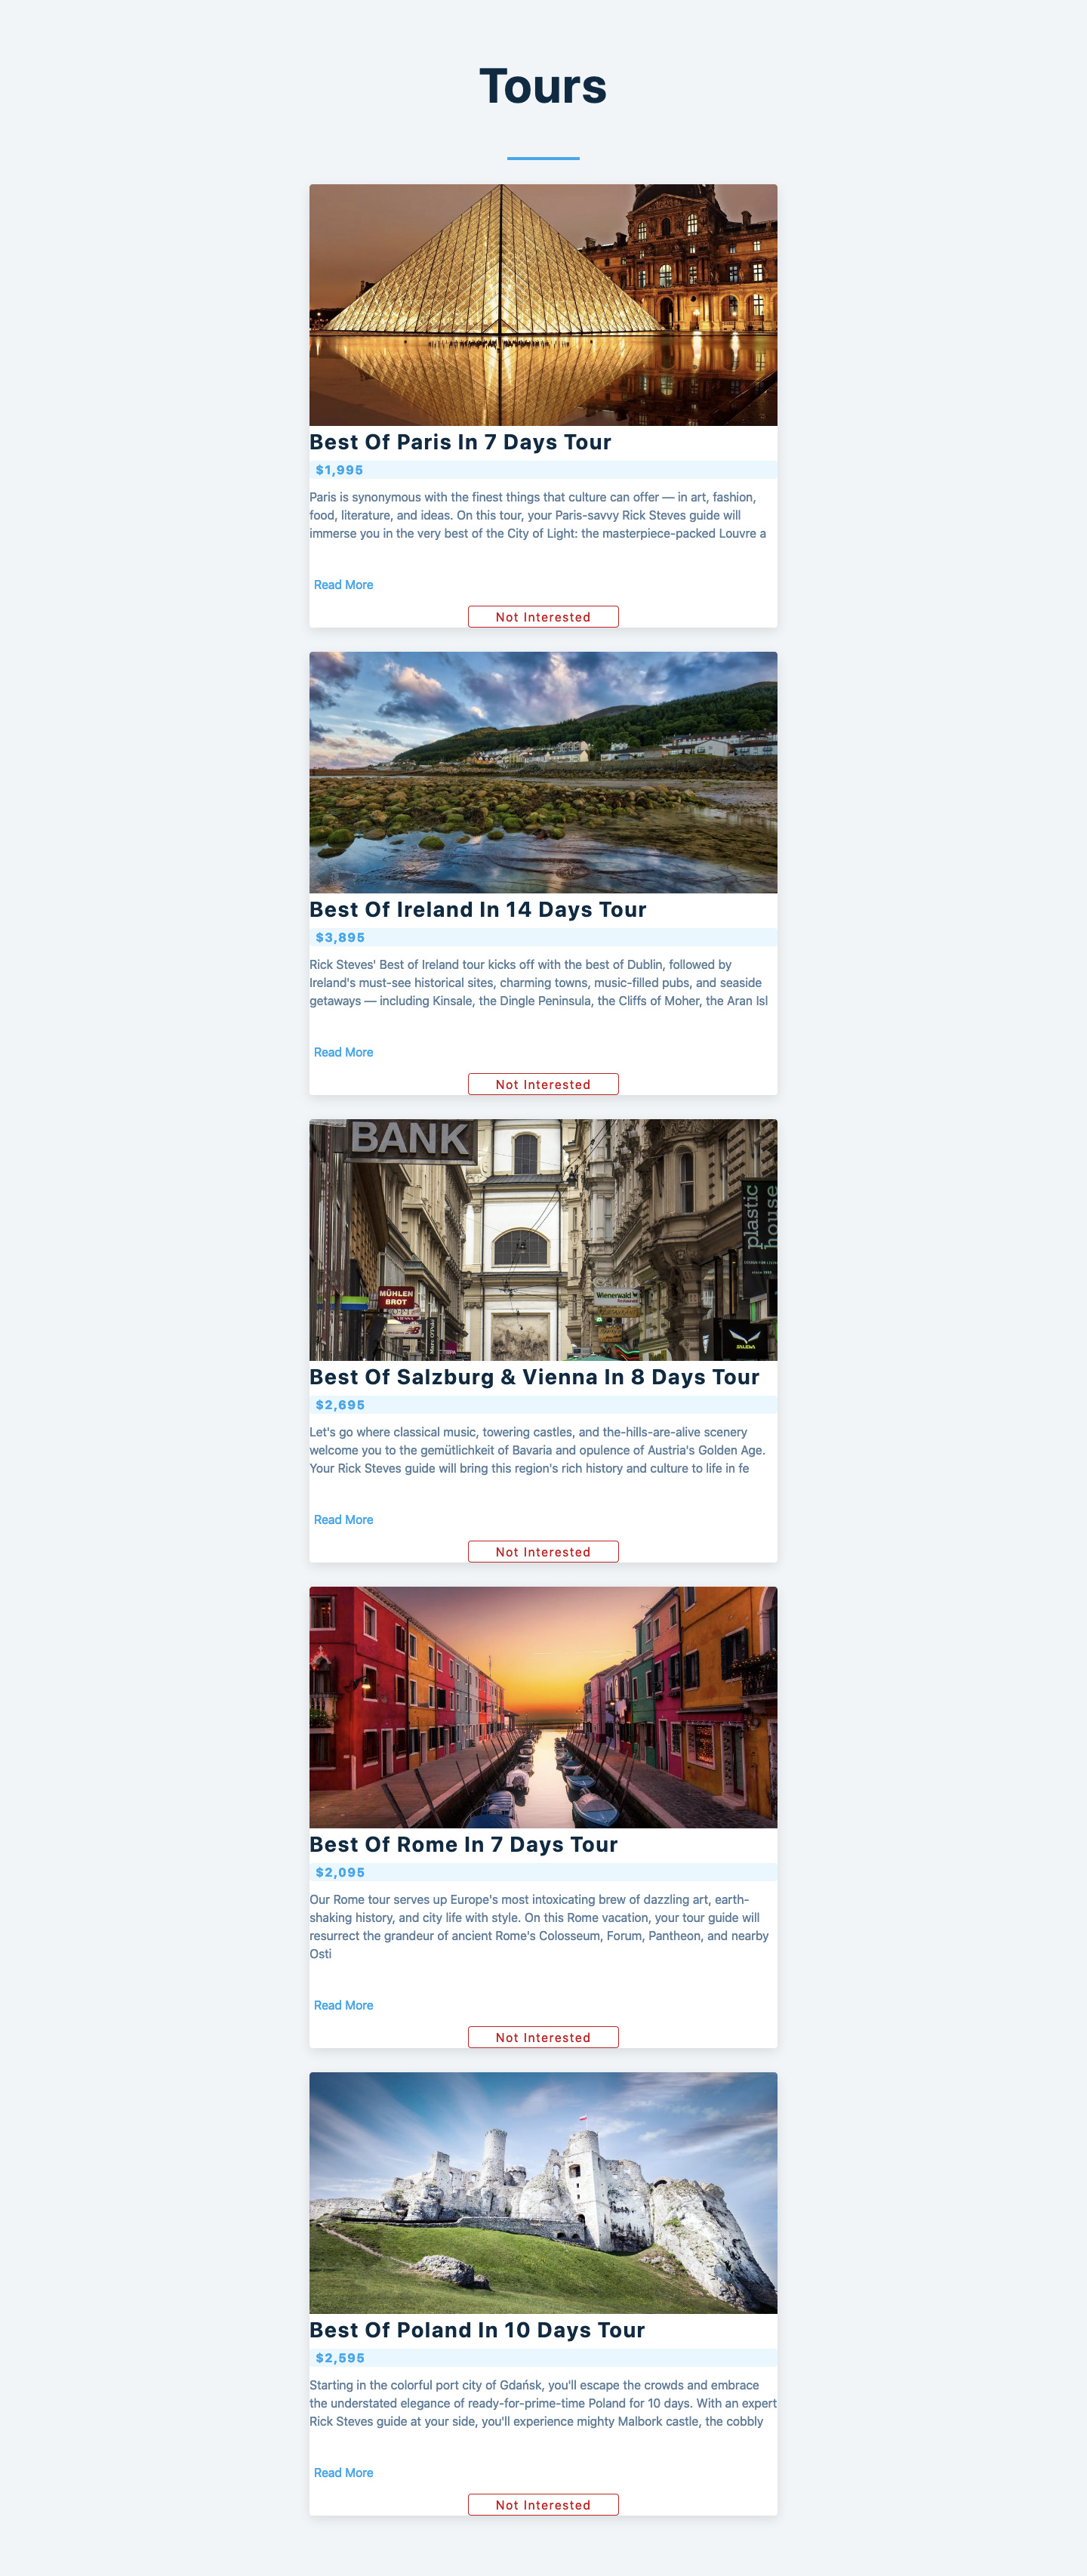 Tours
Best Of Paris In 7 Days Tour
$1,995
Paris is synonymous with the finest things that culture can offer — in art, fashion,
food, literature, and ideas. On this tour, your Paris-savvy Rick Steves guide will
immerse you in the very best of the City of Light: the masterpiece-packed Louvre a
Read More
Not Interested
Best Of Ireland In 14 Days Tour
$3,895
Rick Steves' Best of Ireland tour kicks off with the best of Dublin, followed by
Ireland's must-see historical sites, charming towns, music-filled pubs, and seaside
getaways — including Kinsale, the Dingle Peninsula, the Cliffs of Moher, the Aran Isl
Read More
Not Interested
BANK
plastic
house
MÜHLEN
BROT
Wienerwald
SALEWA
Best Of Salzburg & Vienna In 8 Days Tour
$2,695
Let's go where classical music, towering castles, and the-hills-are-alive scenery
welcome you to the gemütlichkeit of Bavaria and opulence of Austria's Golden Age.
Your Rick Steves guide will bring this region's rich history and culture to life in fe
Read More
Not Interested
Best Of Rome In 7 Days Tour
$2,095
Our Rome tour serves up Europe's most intoxicating brew of dazzling art, earth-
shaking history, and city life with style. On this Rome vacation, your tour guide will
resurrect the grandeur of ancient Rome's Colosseum, Forum, Pantheon, and nearby
Osti
Read More
Not Interested
Best Of Poland In 10 Days Tour
$2,595
Starting in the colorful port city of Gdańsk, you'll escape the crowds and embrace
the understated elegance of ready-for-prime-time Poland for 10 days. With an expert
Rick Steves guide at your side, you'll experience mighty Malbork castle, the cobbly
Read More
Not Interested